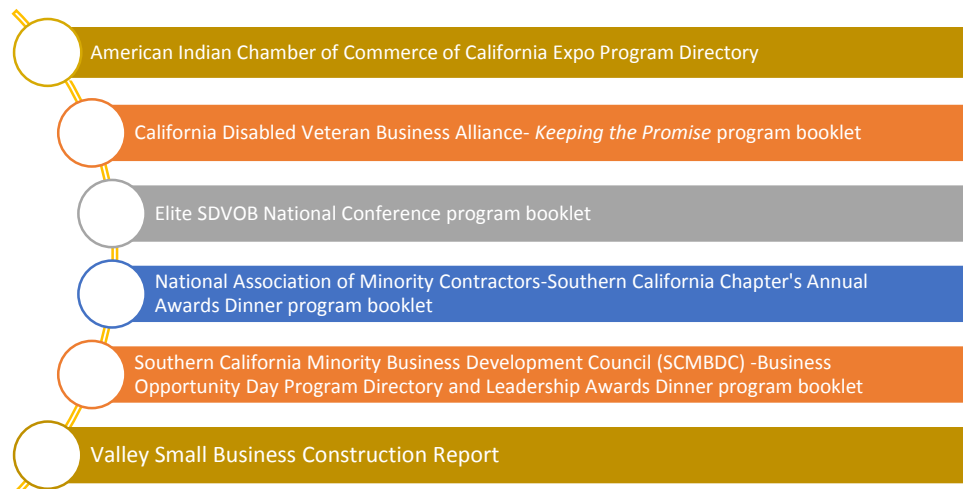 American Indian Chamber of Commerce of California Expo Program Directory
California Disabled Veteran Business Alliance- Keeping the Promise program booklet
Elite SDVOB National Conference program booklet
National Association of Minority Contractors-Southern California Chapter's Annual
Awards Dinner program booklet
Southern California Minority Business Development Council (SCMBDC) -Business
Opportunity Day Program Directory and Leadership Awards Dinner program booklet
Valley Small Business Construction Report